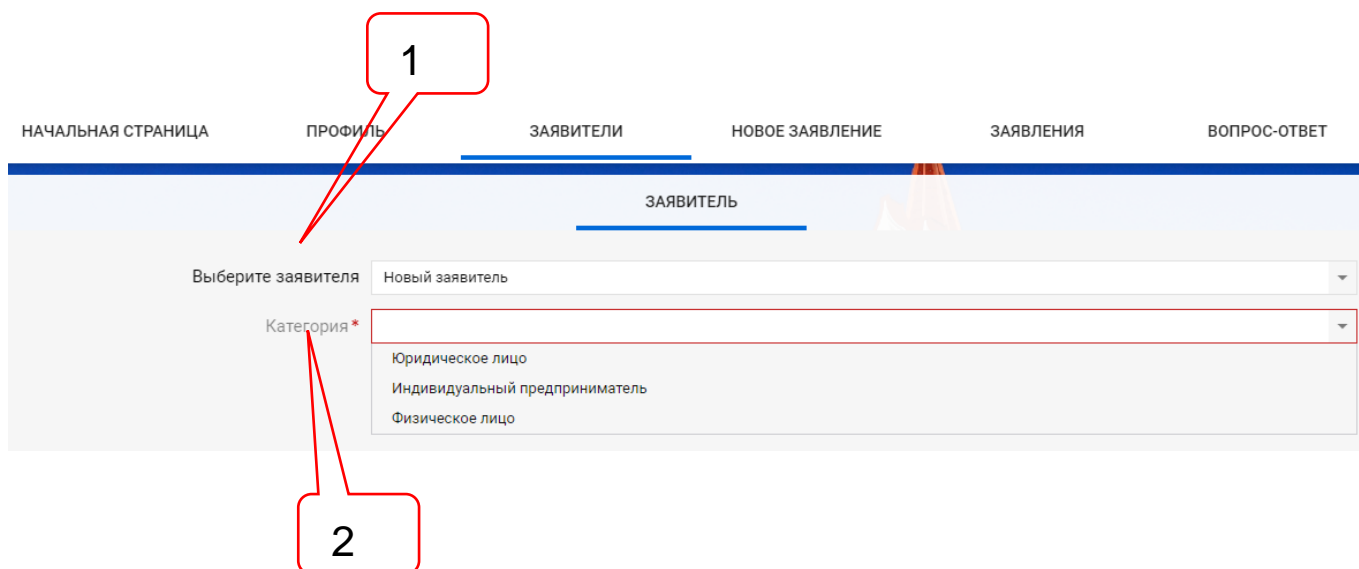 1
НАЧАЛЬНАЯ СТРАНИЦА ПРОФИЛЬ ЗАЯВИТЕЛИ НОВОЕ ЗАЯВЛЕНИЕ ЗАЯВЛЕНИЯ ВОПРОС-ОТВЕТ
ЗАЯВИТЕЛЬ
Выберите заявителя Новый заявитель
Категория *
Юридическое лицо
Индивидуальный предприниматель
Физическое лицо
2